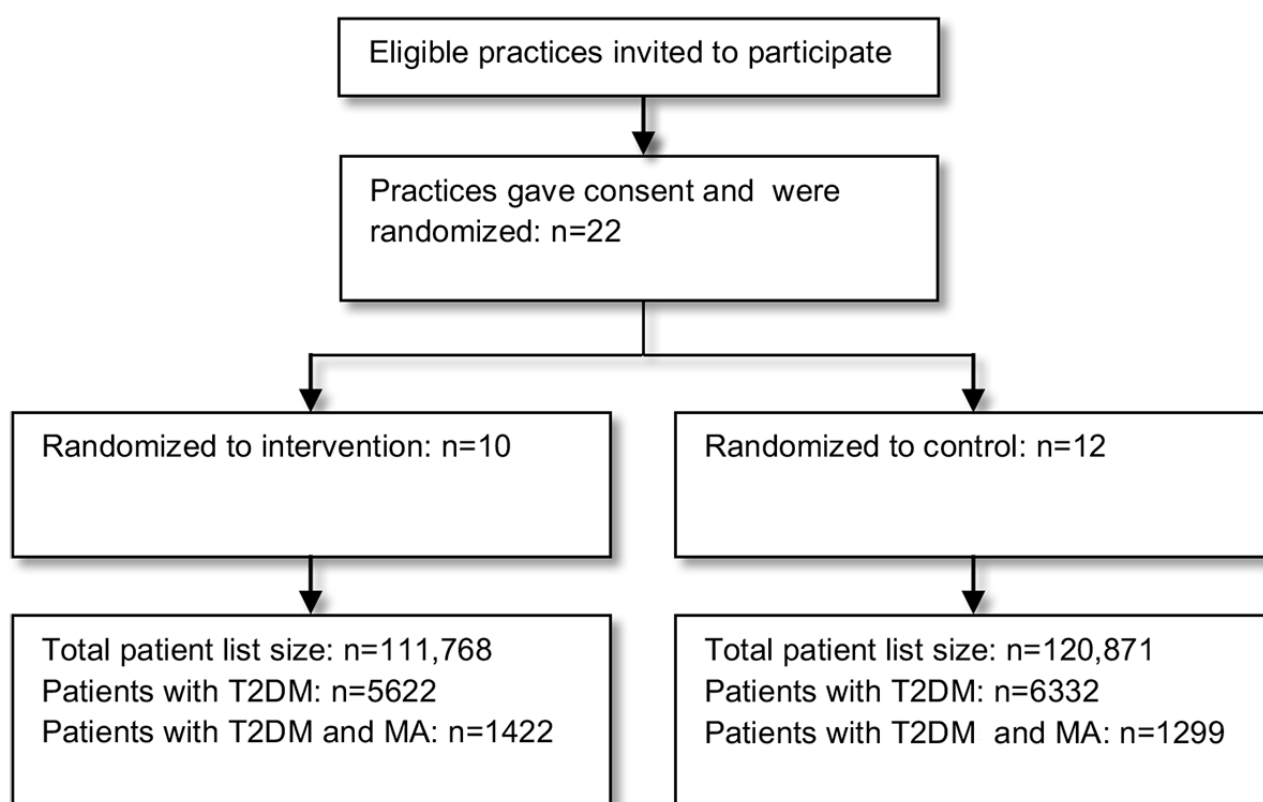 Eligible practices invited to participate
Practices gave consent and  were
randomized: n=22
Randomized to intervention: n=10
Randomized to control: n=12
Total patient list size: n=111,768
Patients with T2DM: n=5622
Patients with T2DM and MA: n=1422
Total patient list size: n=120,871
Patients with T2DM: n=6332
Patients with T2DM  and MA: n=1299